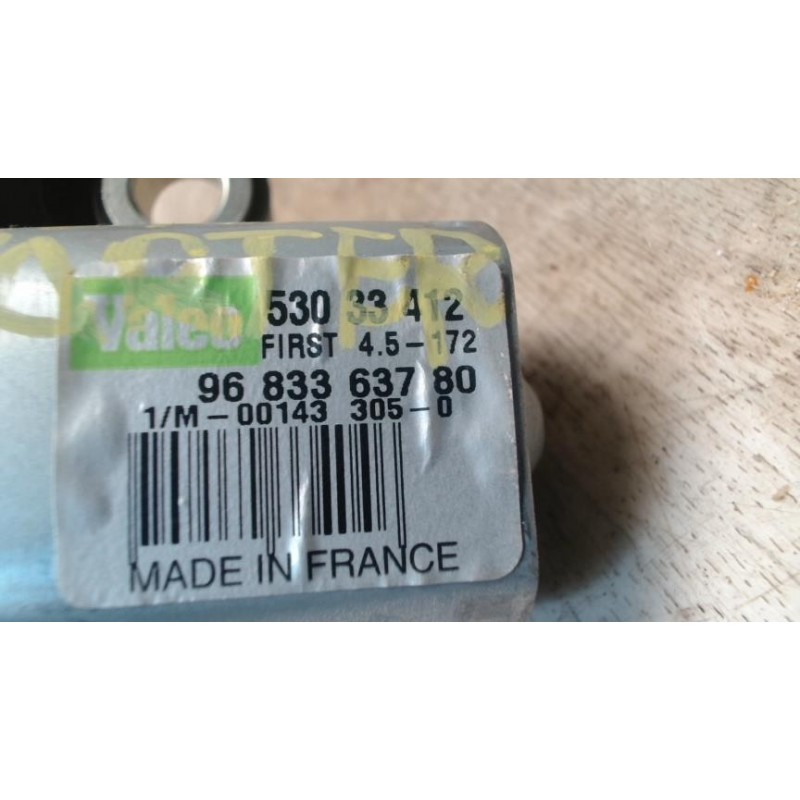 Valeo 530 33 412
FIRST 4.5-172
96 833 637 80
1/M-00143 305-0
MADE IN FRANCE